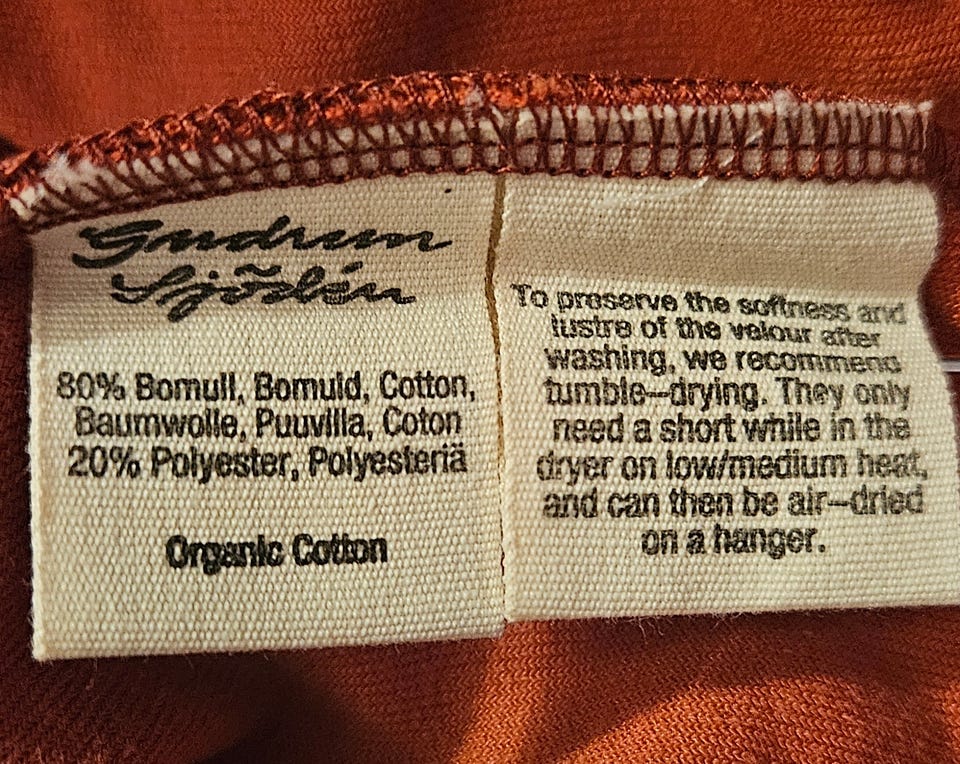 Gudrun
Sjödén
80% Bomull, Bomuld, Cotton,
Baumwolle, Puuvilla, Coton
20% Polyester, Polyesteriä
Organic Cotton
To preserve the softness and
lustre of the velour after
washing, we recommend
tumble-drying. They only
need a short while in the
dryer on low/medium heat,
and can then be air-dried
on a hanger.